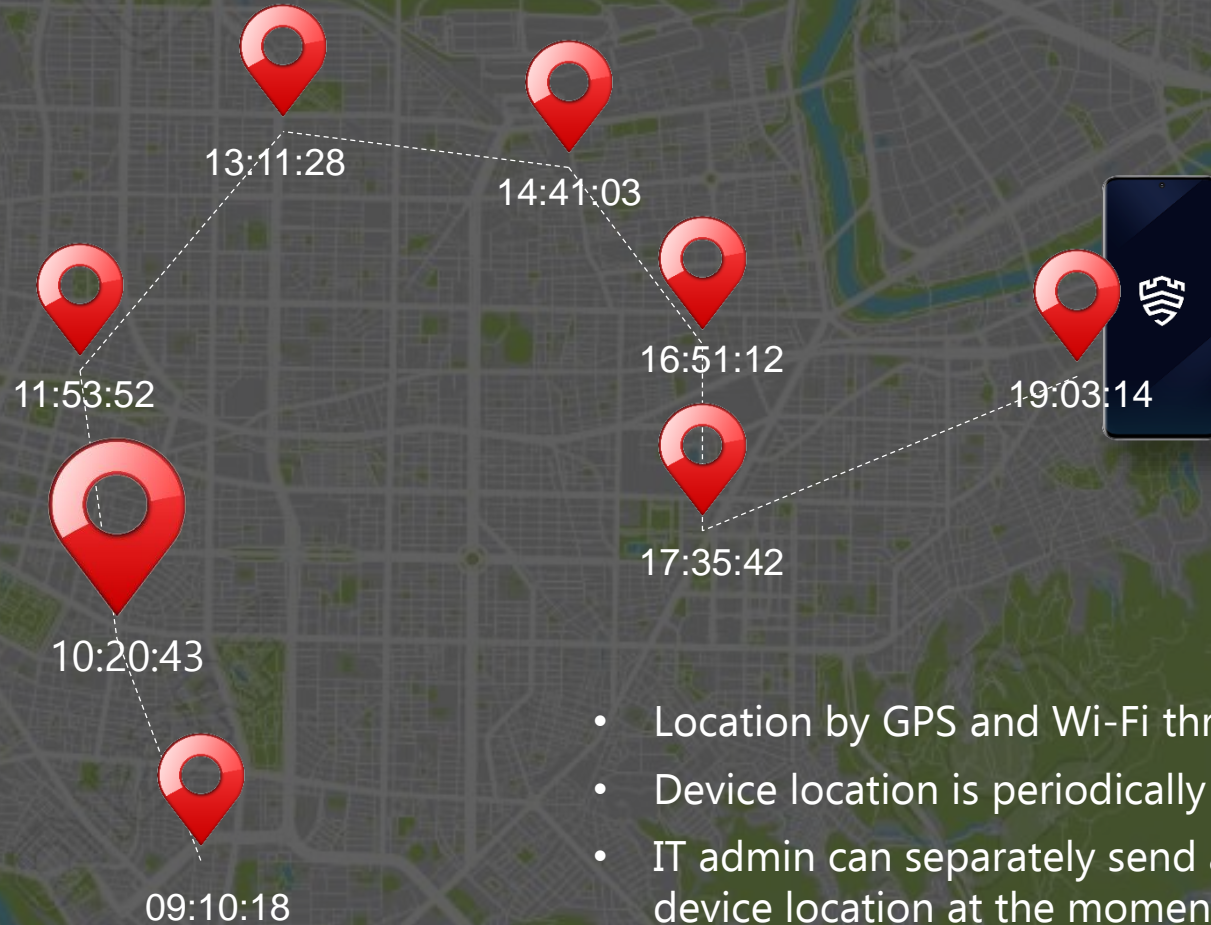 13:11:28
14:41:03
16:51:12
11:53:52
19:03:14
17:35:42
10:20:43
• Location by GPS and Wi-Fi
• Device location is periodically
• IT admin can separately send
device location at the
09:10:18